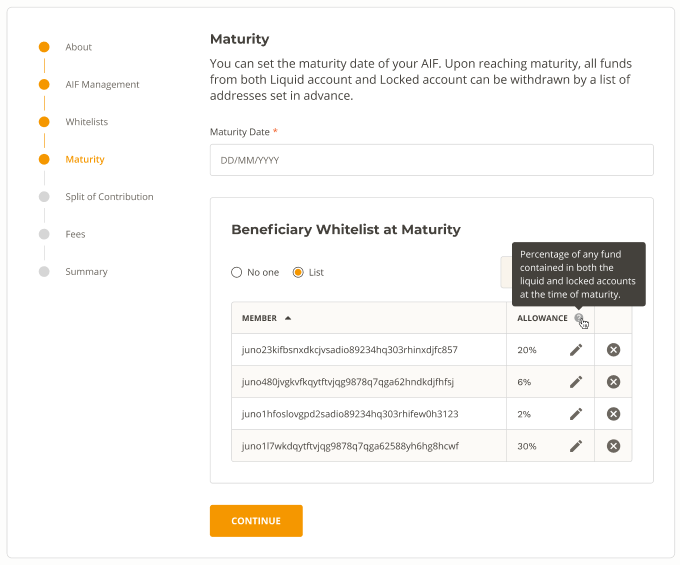 About
AIF Management
Whitelists
Maturity
Split of Contribution
Fees
Summary
Maturity
You can set the maturity date of your AIF. Upon reaching maturity, all funds
from both Liquid account and Locked account can be withdrawn by a list of
addresses set in advance.
Maturity Date *
DD/MM/YYYY
Beneficiary Whitelist at Maturity
Percentage of any fund
contained in both the
liquid and locked accounts
at the time of maturity.
No one List
MEMBER ALLOWANCE ?
juno23kifbsnxdkcjvsadio89234hq303rhinxdjfc857 20%
juno480jvgkvfkqytftvjqg9878q7qga62hndkdjfhfsj 6%
juno1hfoslovgpd2sadio89234hq303rhifew0h3123 2%
juno1l7wkdqytftvjqg9878q7qga62588yh6hg8hcwf 30%
CONTINUE